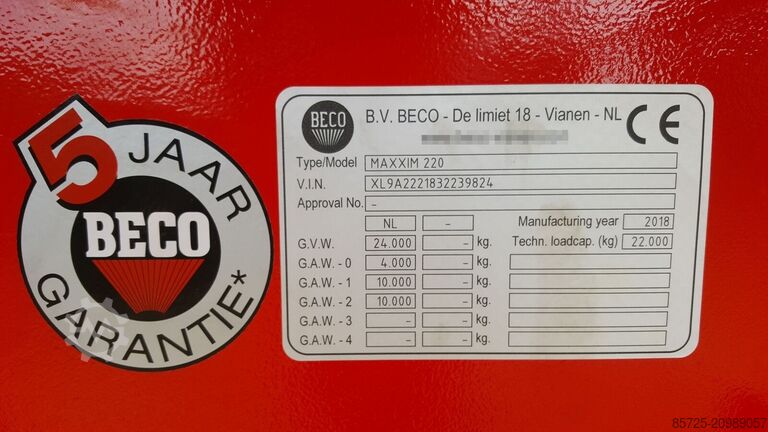 5 JAAR
BECO
GARANTIE*
BECO
B.V. BECO - De limiet 18 - Vianen - NL CE
Type/Model MAXXIM 220
V.I.N. XL9A2221832239824
Approval No. -
NL - Manufacturing year 2018
G.V.W. 24.000 - kg. Techn. loadcap. (kg) 22.000
G.A.W. - 0 4.000 - kg.
G.A.W. - 1 10.000 - kg.
G.A.W. - 2 10.000 - kg.
G.A.W. - 3 - - kg.
G.A.W. - 4 - - kg.
85725-20989057